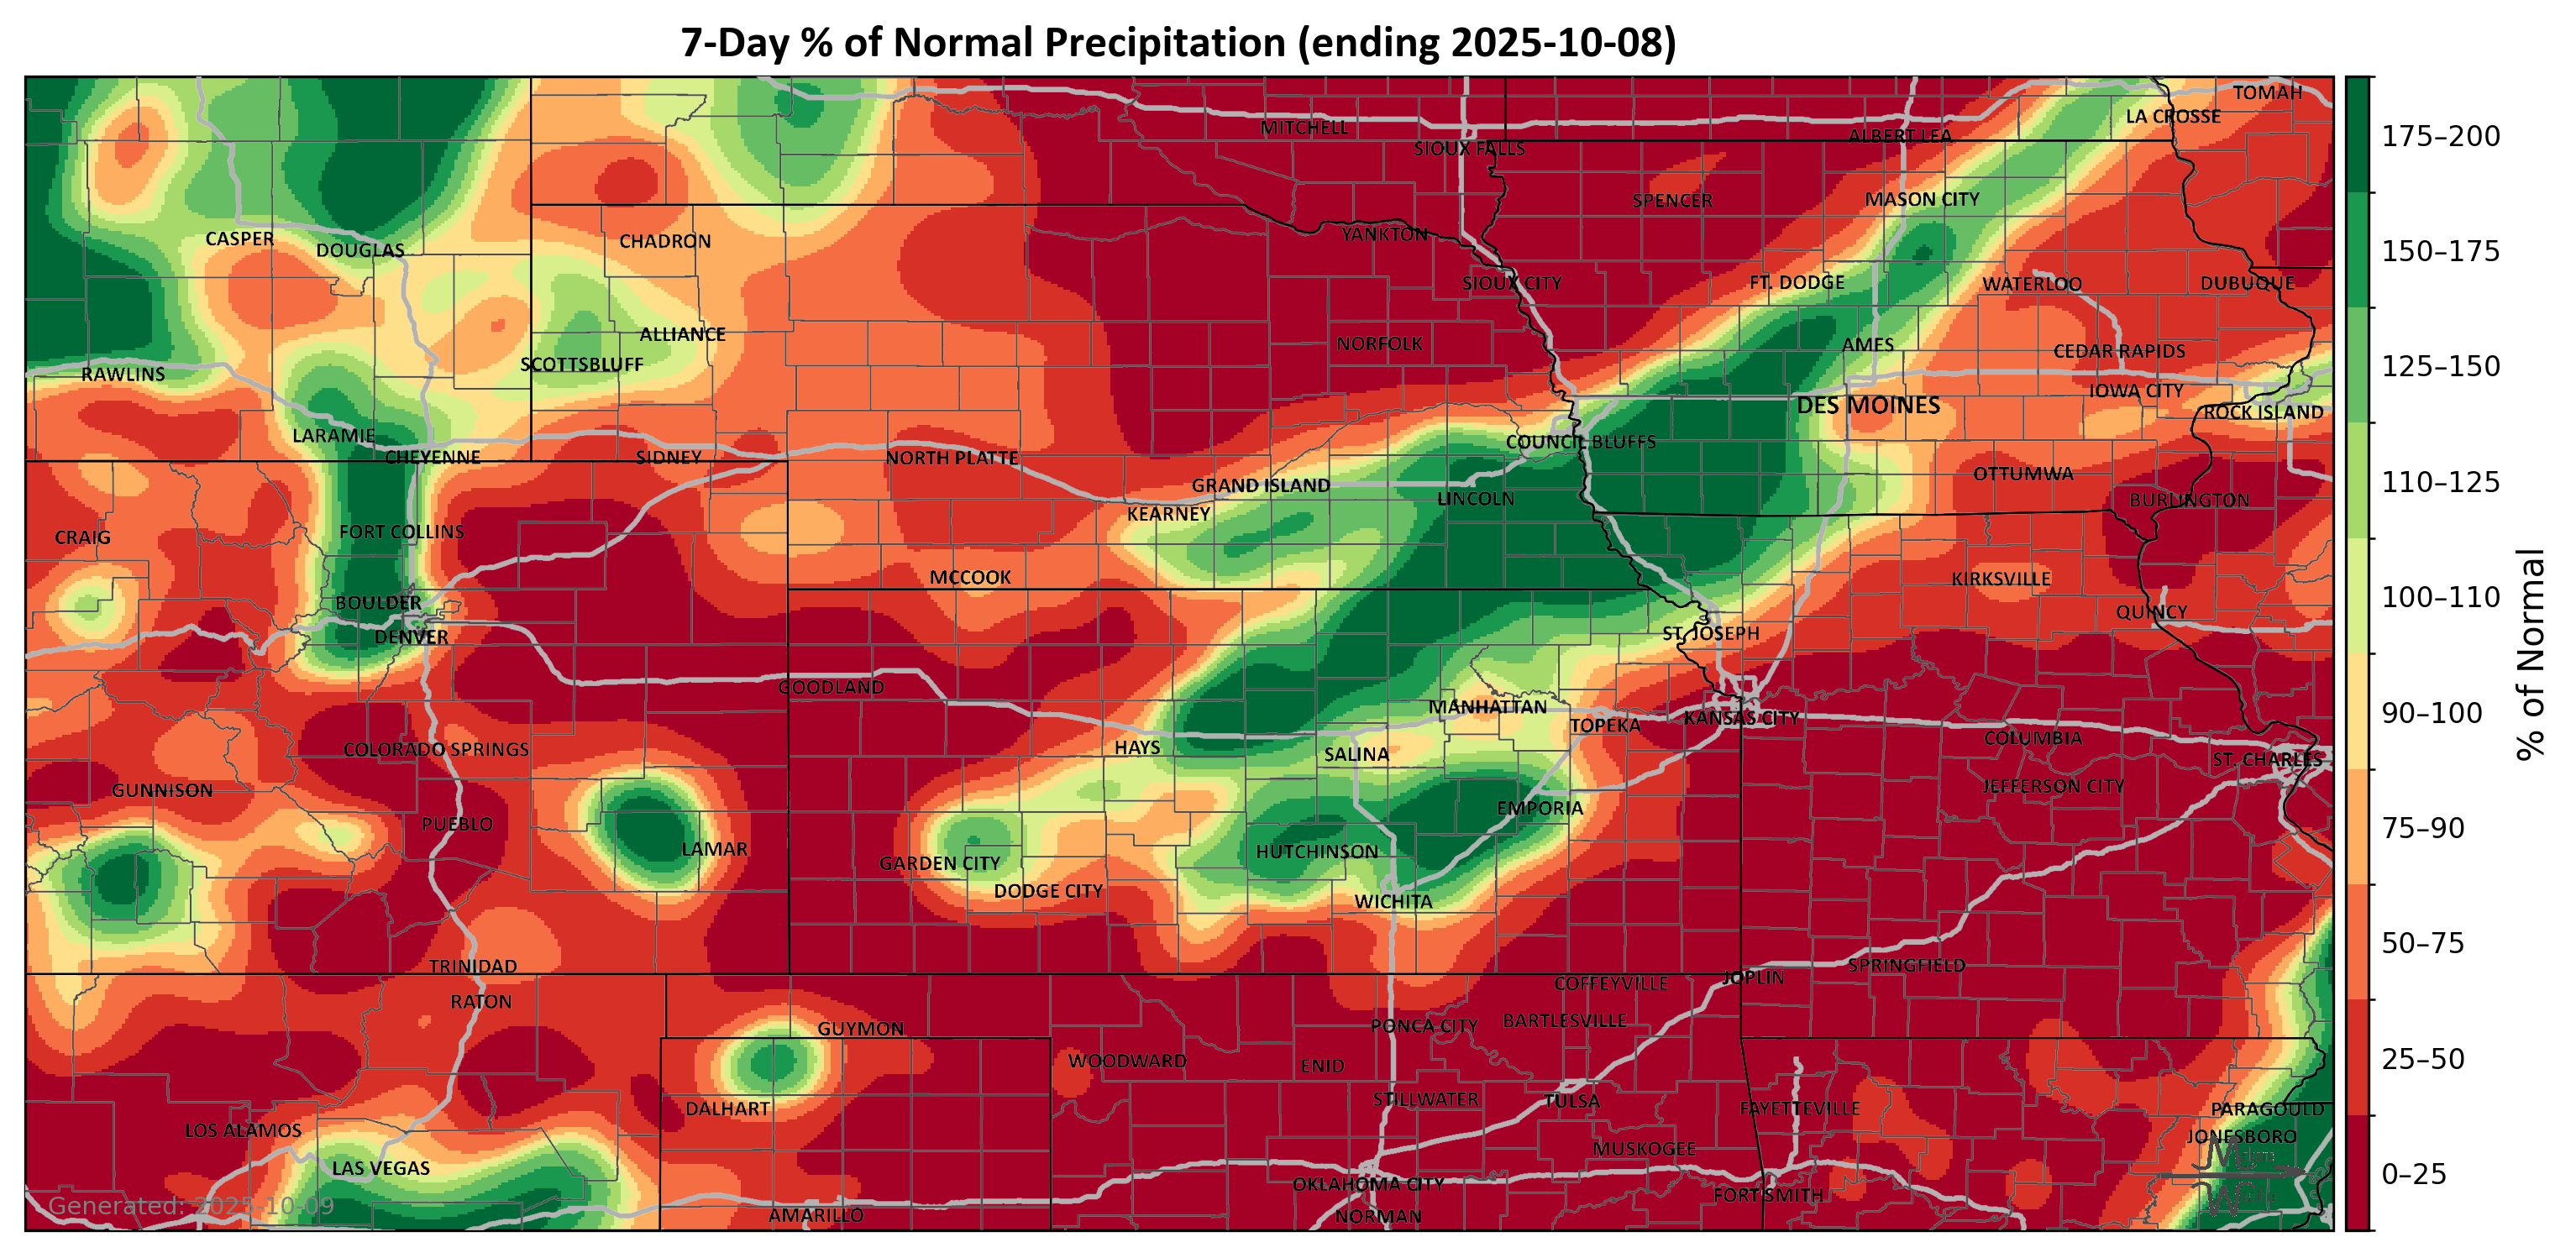 7-Day % of Normal Precipitation (ending 2025-10-08)
TOMAH
LA CROSSE
MITCHELL
ALBERT LEA
SIOUX FALLS
SPENCER
MASON CITY
YANKTON
CASPER
DOUGLAS
CHADRON
SIOUX CITY
FT. DODGE
WATERLOO
DUBUQUE
ALLIANCE
NORFOLK
AMES
CEDAR RAPIDS
SCOTTSBLUFF
RAWLINS
IOWA CITY
DES MOINES
ROCK ISLAND
LARAMIE
COUNCIL BLUFFS
CHEYENNE
SIDNEY
NORTH PLATTE
OTTUMWA
GRAND ISLAND
LINCOLN
BURLINGTON
KEARNEY
CRAIG
FORT COLLINS
MCCOOK
KIRKSVILLE
BOULDER
QUINCY
DENVER
ST. JOSEPH
GOODLAND
MANHATTAN
TOPEKA
KANSAS CITY
COLUMBIA
COLORADO SPRINGS
HAYS
SALINA
ST. CHARLES
GUNNISON
JEFFERSON CITY
EMPORIA
PUEBLO
LAMAR
HUTCHINSON
GARDEN CITY
DODGE CITY
WICHITA
TRINIDAD
SPRINGFIELD
JOPLIN
COFFEYVILLE
RATON
GUYMON
PONCA CITY
BARTLESVILLE
WOODWARD
ENID
DALHART
STILLWATER
TULSA
FAYETTEVILLE
PARAGOULD
LOS ALAMOS
JONESBORO
MUSKOGEE
LAS VEGAS
OKLAHOMA CITY
FORT SMITH
AMARILLO
NORMAN
Generated: 2025-10-09
175–200
150–175
125–150
110–125
100–110
90–100
75–90
50–75
25–50
0–25
% of Normal